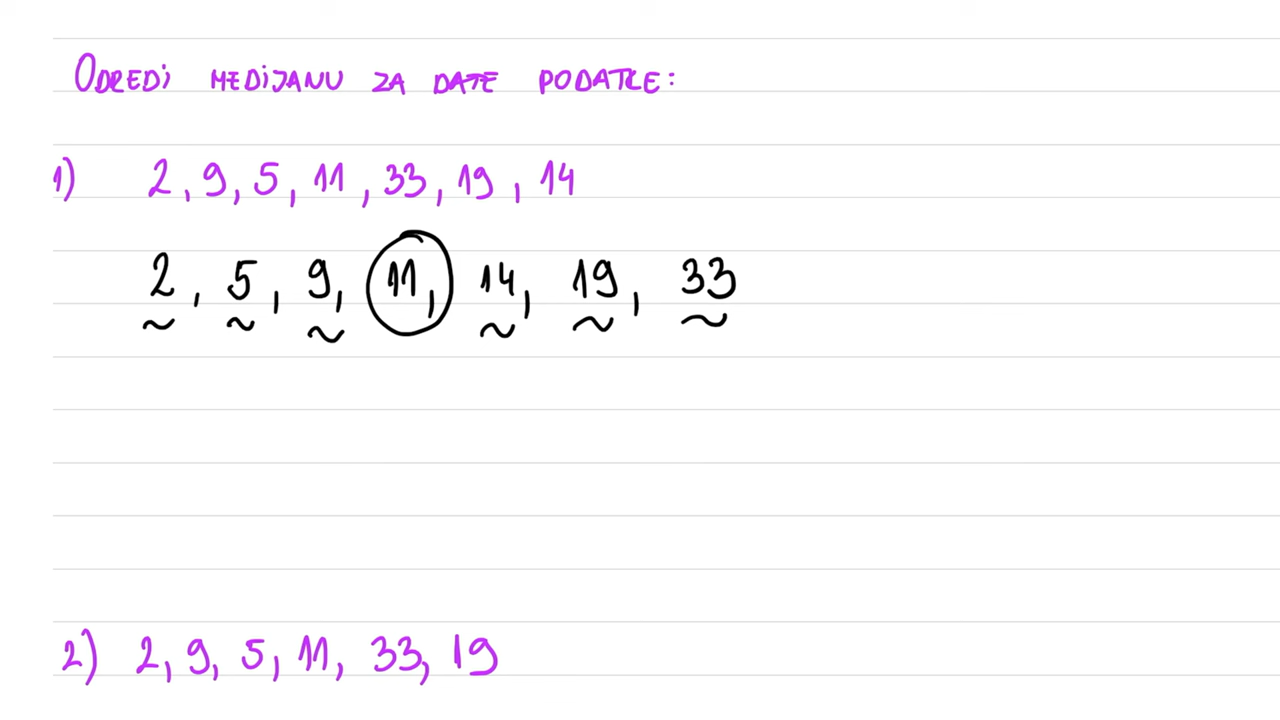 ODREDI MEDIJANU ZA DATE PODATKE:
1) 2, 9, 5, 11, 33, 19, 14
2, 5, 9, 11, 14, 19, 33
2) 2, 9, 5, 11, 33, 19